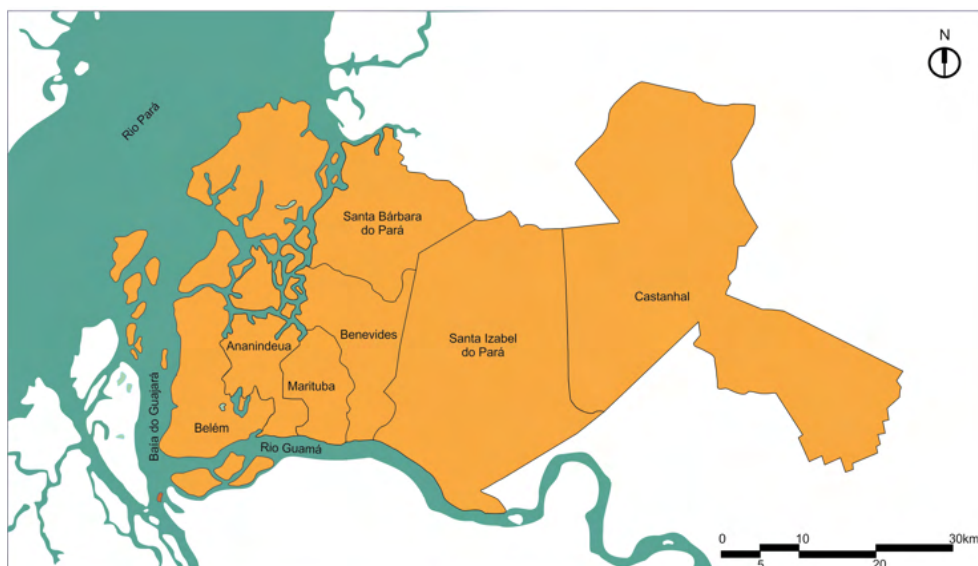 N
Rio Pará
Santa Bárbara
do Pará
Castanhal
Benevides
Santa Izabel
do Pará
Ananindeua
Marituba
Baía do Guajará
Belém
Rio Guamá
0 10 30km
5 20